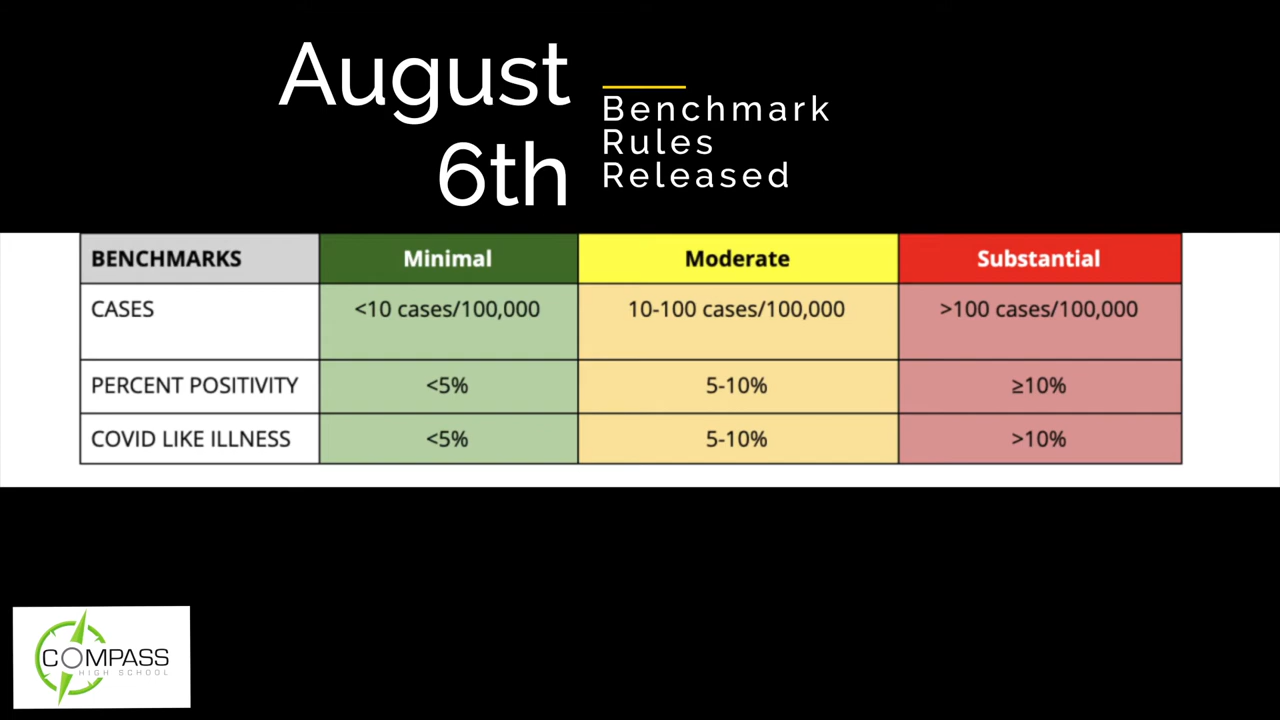 August
6th
Benchmark
Rules
Released
BENCHMARKS Minimal Moderate Substantial
CASES <10 cases/100,000 10-100 cases/100,000 >100 cases/100,000
PERCENT POSITIVITY <5% 5-10% ≥10%
COVID LIKE ILLNESS <5% 5-10% >10%
COMPASS
HIGH SCHOOL